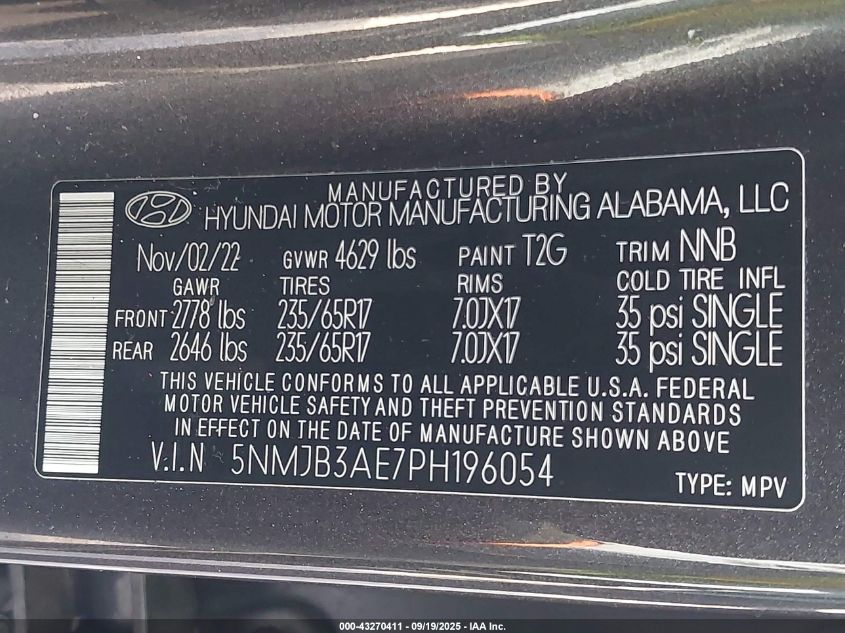 MANUFACTURED BY
HYUNDAI MOTOR MANUFACTURING ALABAMA, LLC
Nov/02/22 GVWR 4629 lbs PAINT T2G TRIM NNB
GAWR TIRES RIMS COLD TIRE INFL
FRONT 2778 lbs 235/65R17 7.0JX17 35 psi SINGLE
REAR 2646 lbs 235/65R17 7.0JX17 35 psi SINGLE
THIS VEHICLE CONFORMS TO ALL APPLICABLE U.S.A. FEDERAL
MOTOR VEHICLE SAFETY AND THEFT PREVENTION STANDARDS
IN EFFECT ON THE DATE OF MANUFACTURE SHOWN ABOVE
V.I.N 5NMJB3AE7PH196054
TYPE: MPV
000-43270411 - 09/19/2025 - IAA Inc.